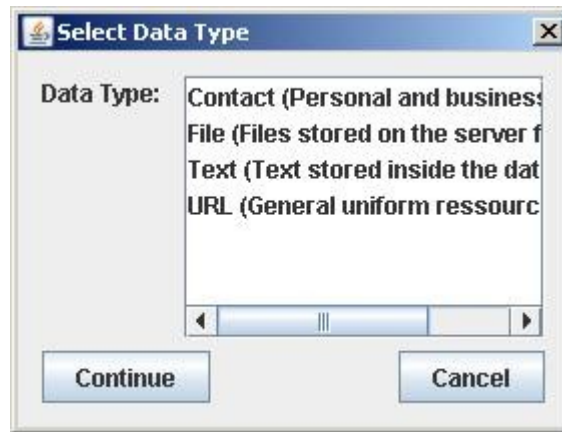 Select Data Type
Data Type:
Contact (Personal and business
File (Files stored on the server f
Text (Text stored inside the dat
URL (General uniform ressourc
Continue
Cancel